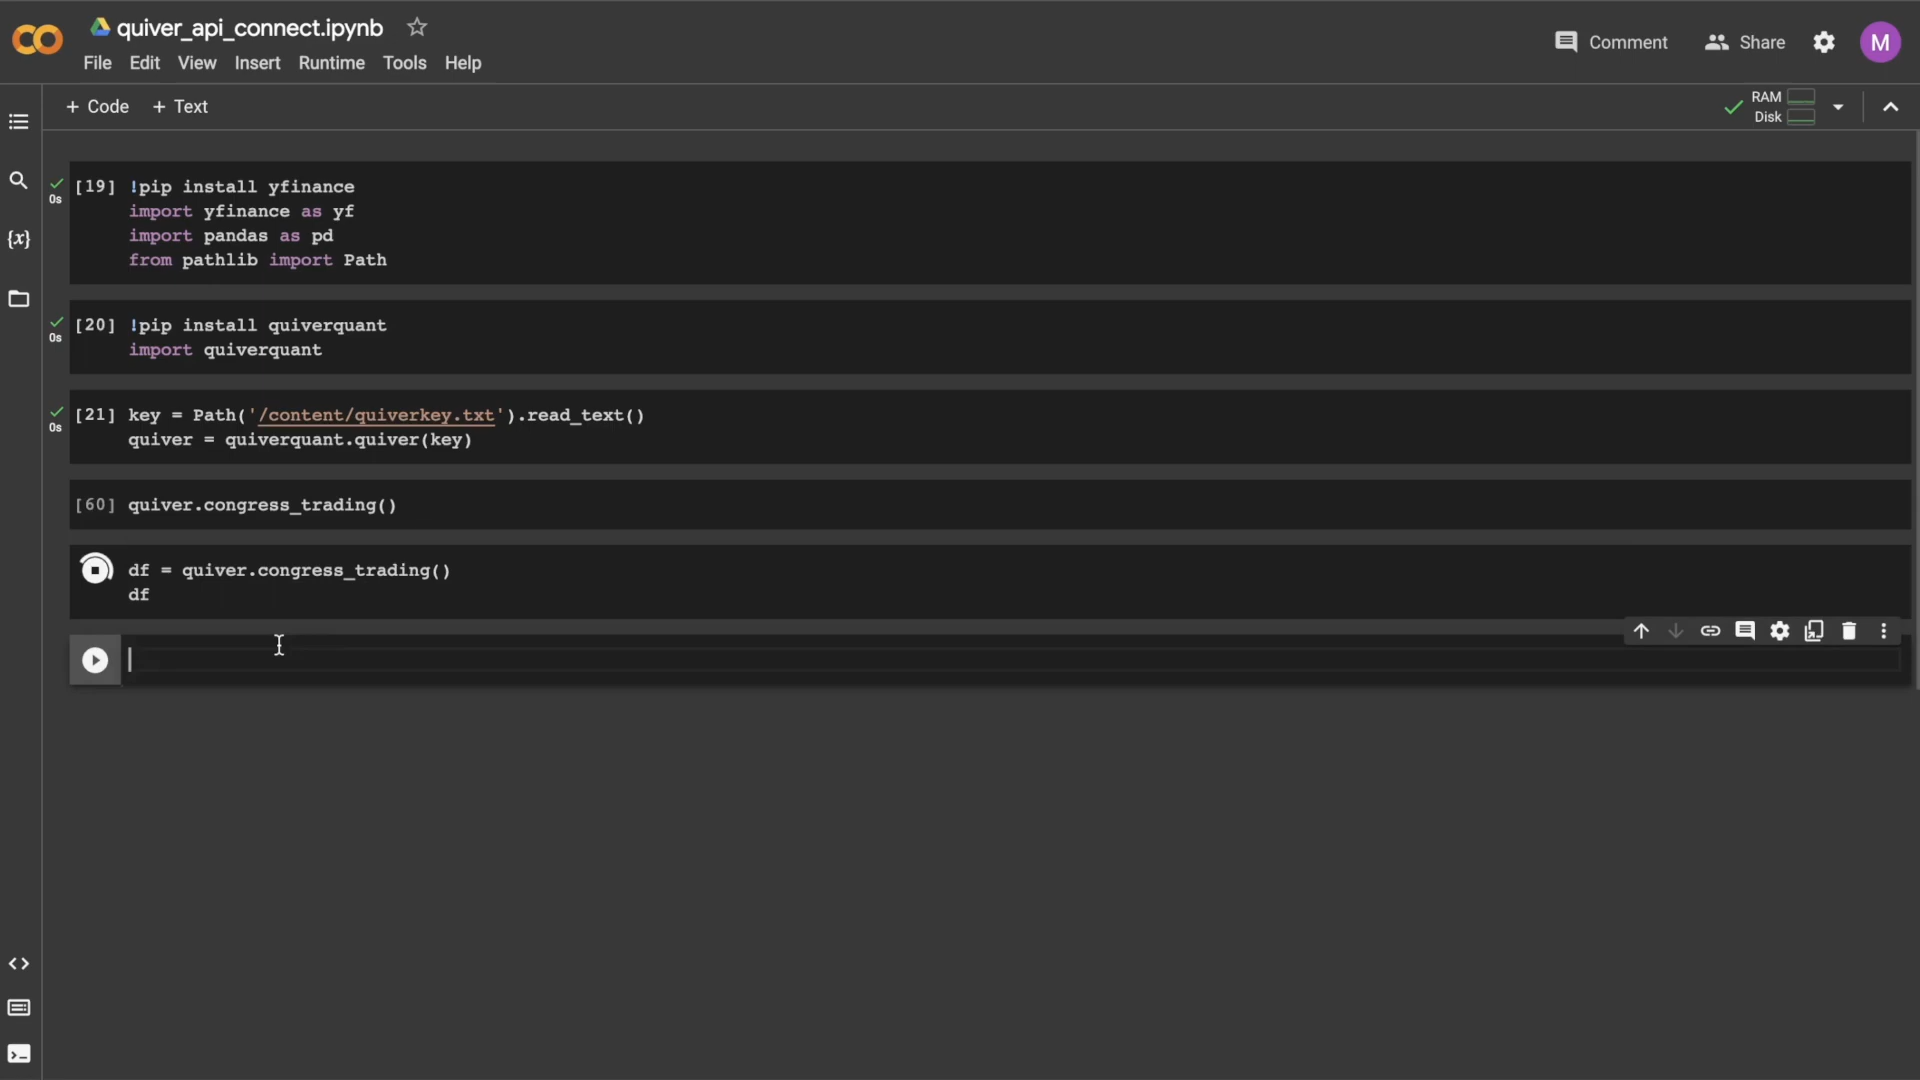 quiver_api_connect.ipynb
File Edit View Insert Runtime Tools Help
Comment Share M
+ Code + Text
RAM
Disk
[19] !pip install yfinance
0s
import yfinance as yf
import pandas as pd
from pathlib import Path
[20] !pip install quiverquant
0s
import quiverquant
[21] key = Path('/content/quiverkey.txt').read_text()
0s
quiver = quiverquant.quiver(key)
[60] quiver.congress_trading()
df = quiver.congress_trading()
df